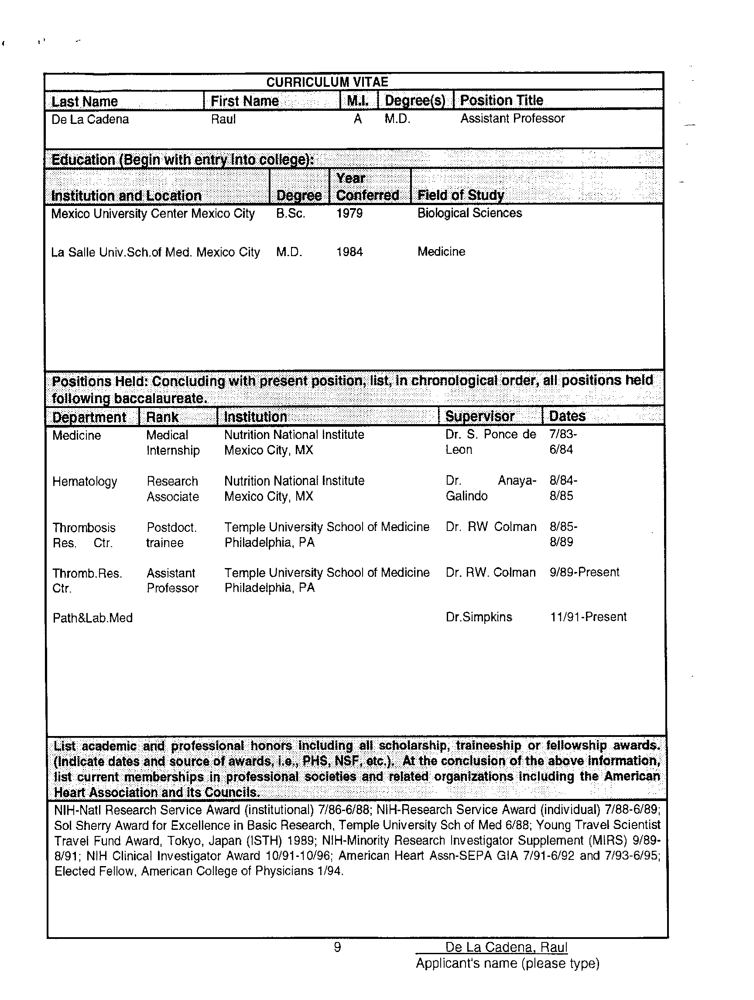 CURRICULUM VITAE
Last Name First Name M.I. Degree(s) Position Title
De La Cadena Raul A M.D. Assistant Professor
Education (Begin with entry into college):
Year
Institution and Location Degree Conferred Field of Study
Mexico University Center Mexico City B.Sc. 1979 Biological Sciences
La Salle Univ.Sch.of Med. Mexico City M.D. 1984 Medicine
Positions Held: Concluding with present position, list, in chronological order, all positions held
following baccalaureate.
Department Rank Institution Supervisor Dates
Medicine Medical Nutrition National Institute Dr. S. Ponce de 7/83-
Internship Mexico City, MX Leon 6/84
Hematology Research Nutrition National Institute Dr. Anaya- 8/84-
Associate Mexico City, MX Galindo 8/85
Thrombosis Postdoct. Temple University School of Medicine Dr. RW Colman 8/85-
Res. Ctr. trainee Philadelphia, PA 8/89
Thromb.Res. Assistant Temple University School of Medicine Dr. RW. Colman 9/89-Present
Ctr. Professor Philadelphia, PA
Path&Lab.Med Dr.Simpkins 11/91-Present
List academic and professional honors including all scholarship, traineeship or fellowship awards.
(Indicate dates and source of awards, i.e., PHS, NSF, etc.). At the conclusion of the above information,
list current memberships in professional societies and related organizations including the American
Heart Association and its Councils.
NIH-Natl Research Service Award (institutional) 7/86-6/88; NIH-Research Service Award (individual) 7/88-6/89;
Sol Sherry Award for Excellence in Basic Research, Temple University Sch of Med 6/88; Young Travel Scientist
Travel Fund Award, Tokyo, Japan (ISTH) 1989; NIH-Minority Research Investigator Supplement (MIRS) 9/89-
8/91; NIH Clinical Investigator Award 10/91-10/96; American Heart Assn-SEPA GIA 7/91-6/92 and 7/93-6/95;
Elected Fellow, American College of Physicians 1/94.
9 De La Cadena, Raul
Applicant's name (please type)